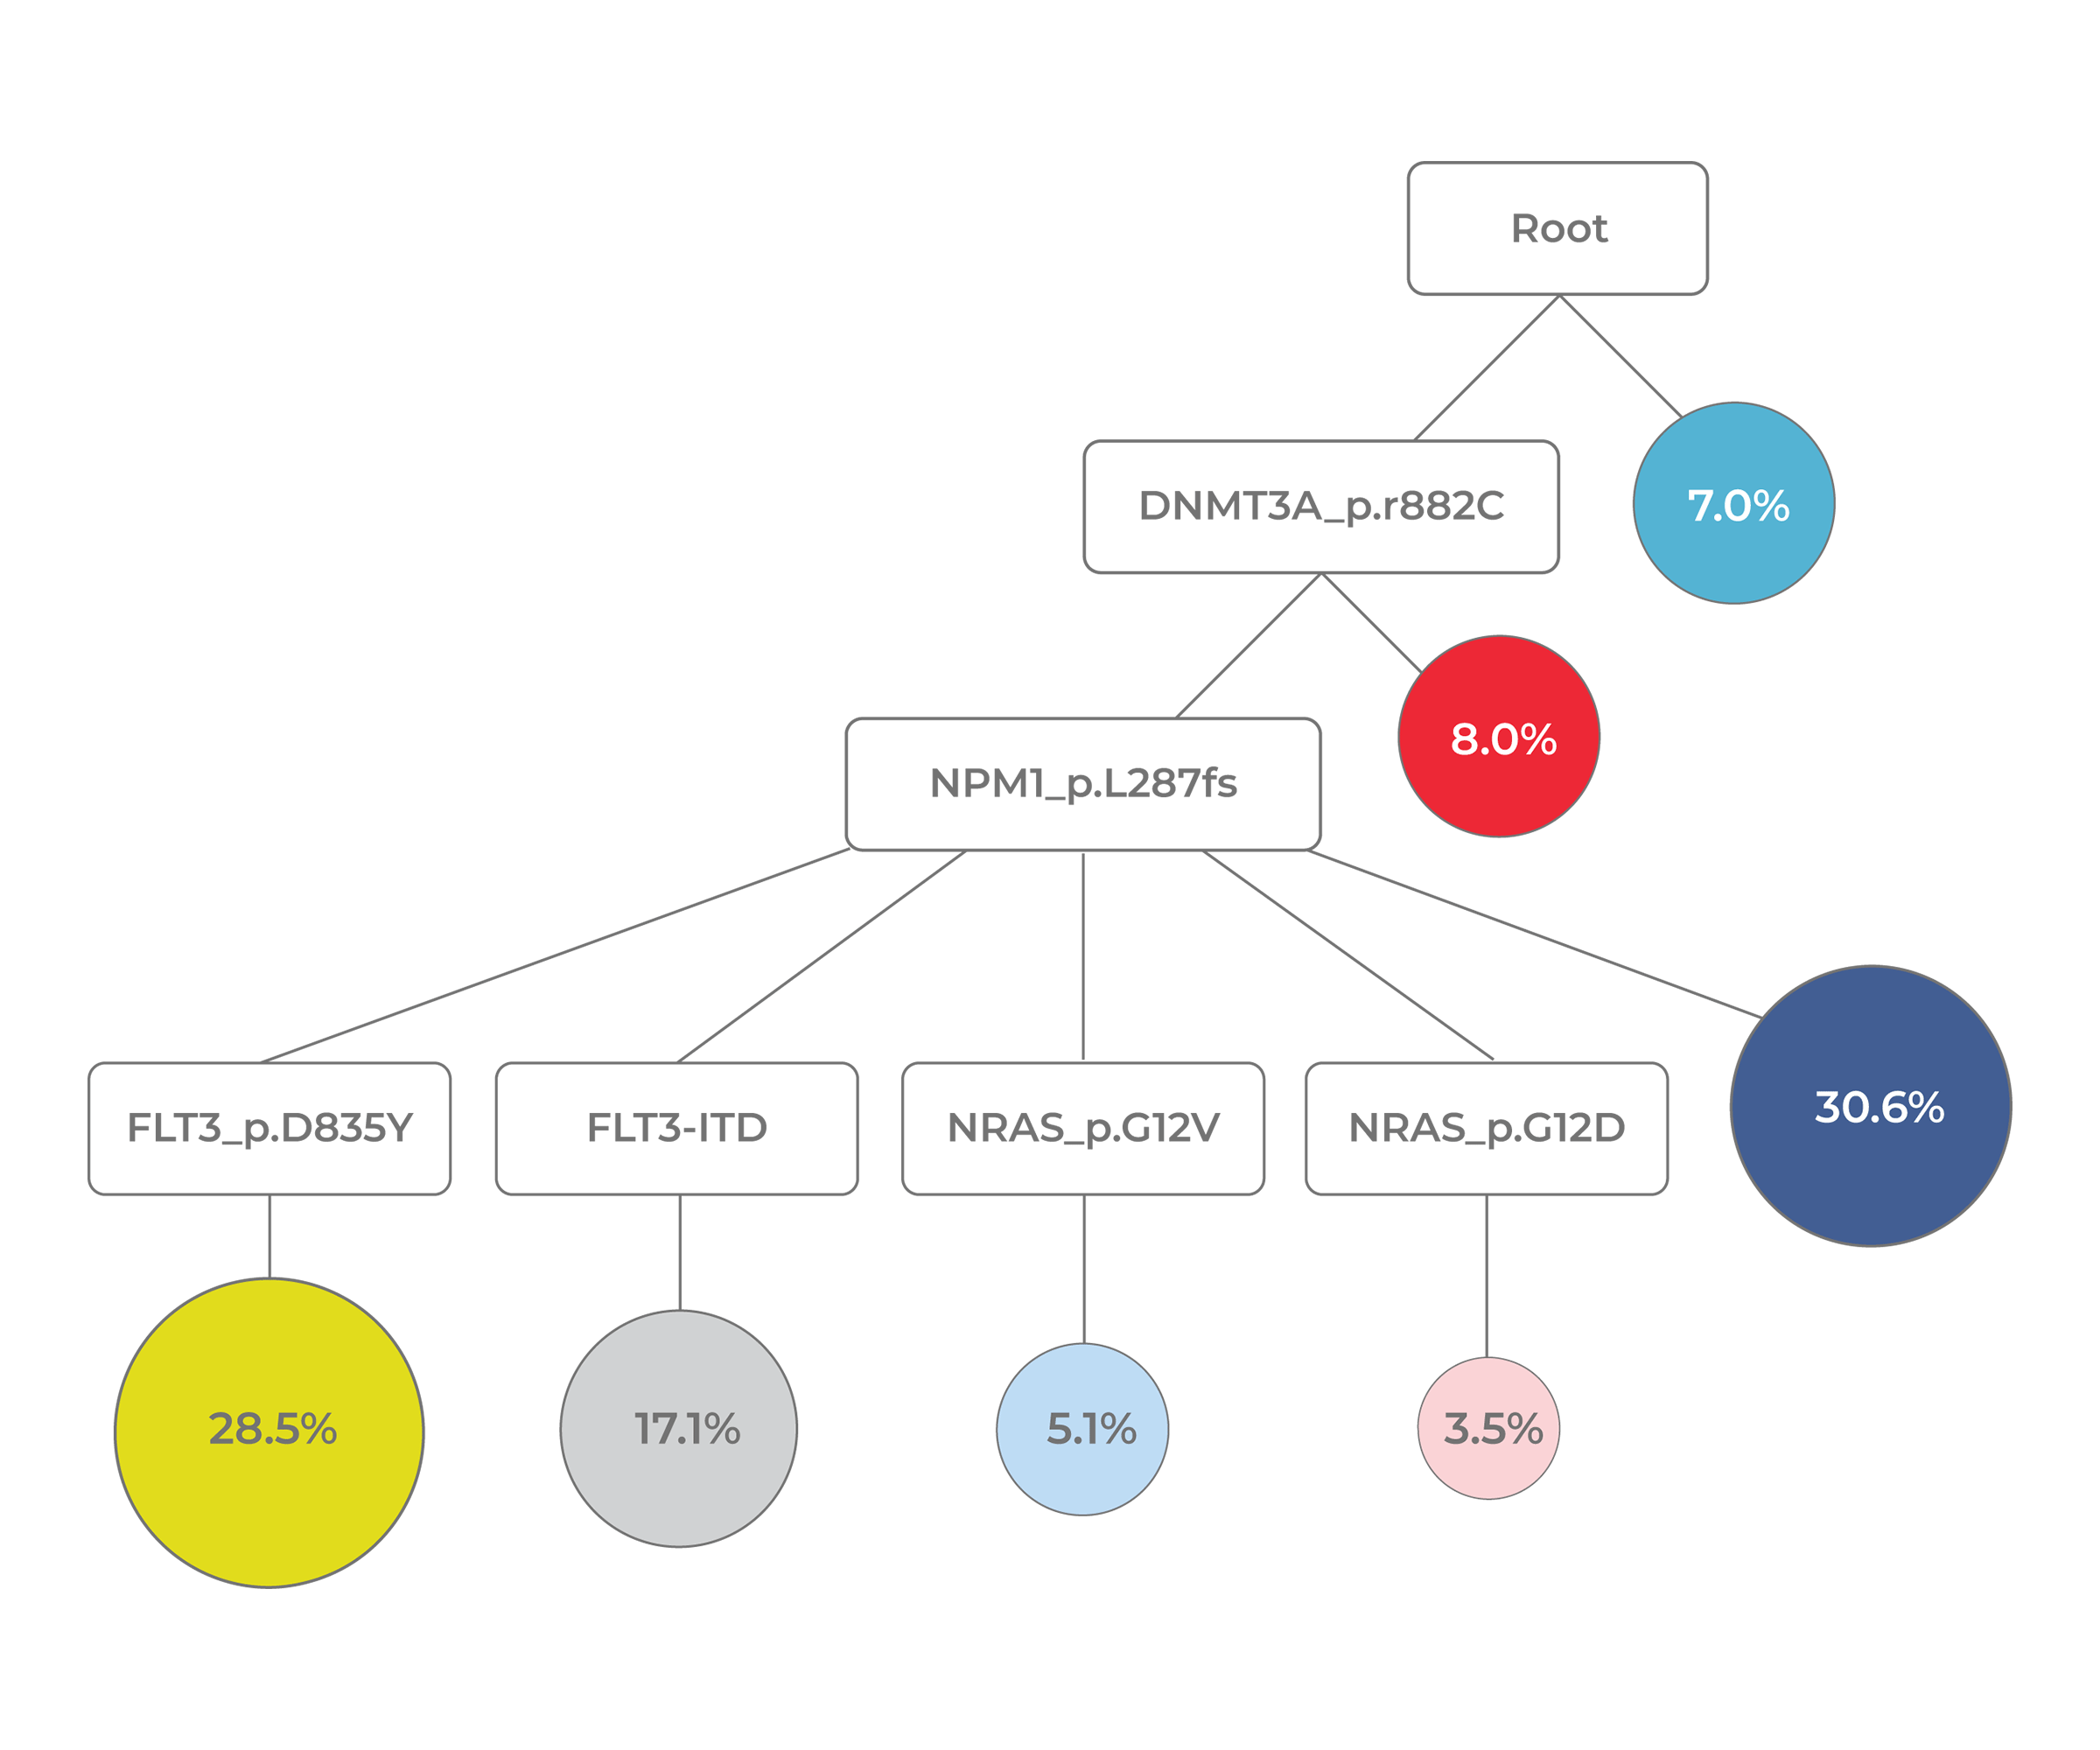 Root
DNMT3A_p.r882C
7.0%
8.0%
NPM1_p.L287fs
FLT3_p.D835Y
FLT3-ITD
NRAS_p.G12V
NRAS_p.G12D
30.6%
28.5%
17.1%
5.1%
3.5%